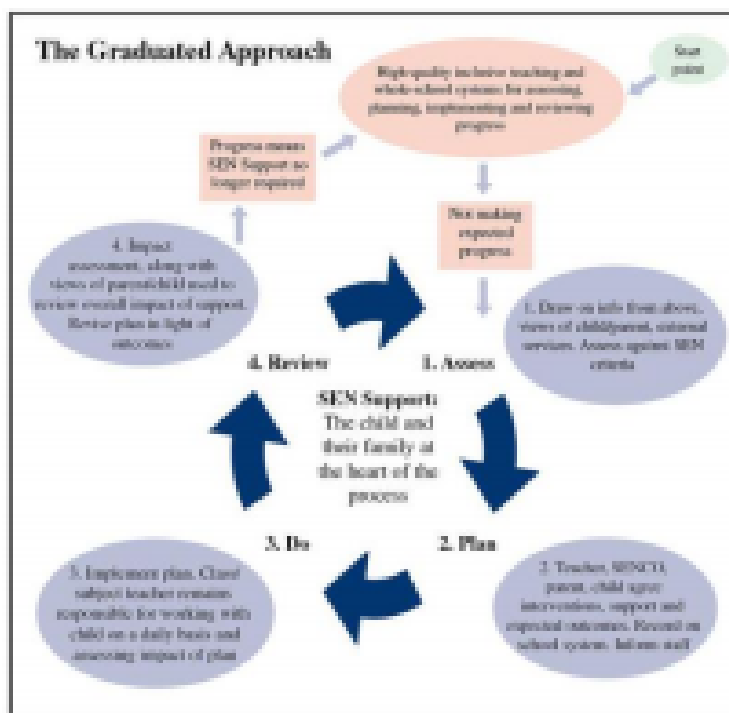 The Graduated Approach
Start
point
High-quality inclusive teaching and
whole-school systems for assessing,
planning, implementing and reviewing
progress
Progress means
SEN Support no
longer required
Not making
expected
progress
4. Impact
assessment, along with
views of parent/child used to
review overall impact of support.
Revise plan in light of
outcomes
1. Draw on info from above,
views of child/parent, external
services. Assess against SEN
criteria
4. Review
1. Assess
SEN Support:
The child and
their family at
the heart of the
process
3. Do
2. Plan
3. Implement plan. Class/
subject teacher remains
responsible for working with
child on a daily basis and
assessing impact of plan
2. Teacher, SENCO,
parent, child agree
interventions, support and
expected outcomes. Record on
school system. Inform staff